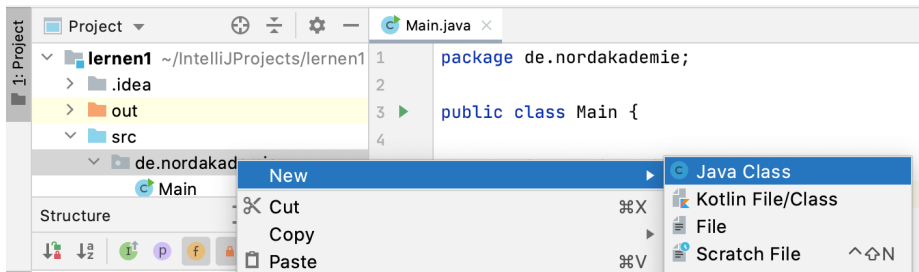 1: Project
Project
Main.java
lernen1 ~/IntelliJProjects/lernen1
.idea
out
src
Main
Structure
1 package de.nordakademie;
2
3 public class Main {
4
New
Cut ⌘X
Copy
Paste ⌘V
Java Class
Kotlin File/Class
File
Scratch File ^⇧N